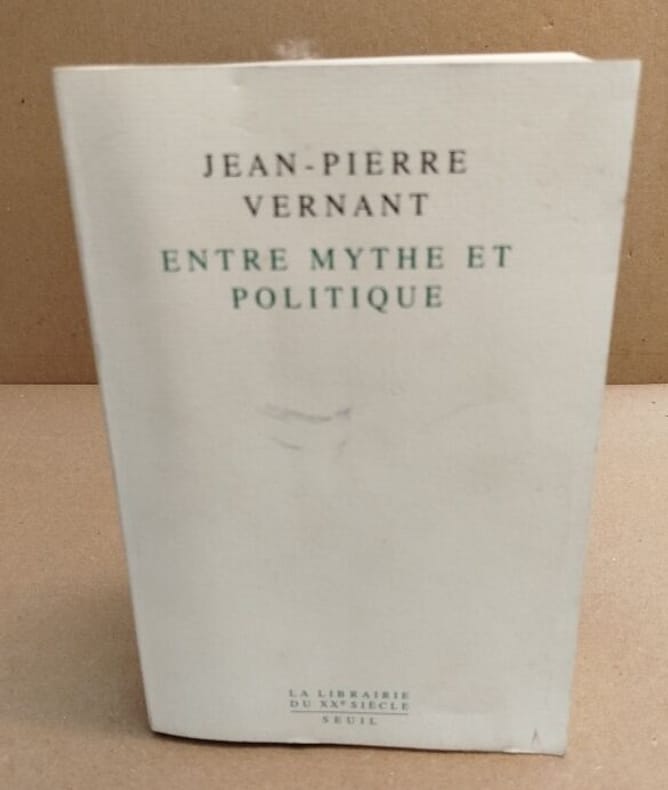 JEAN-PIERRE
VERNANT
ENTRE MYTHE ET
POLITIQUE
LA LIBRAIRIE
DU XXᵉ SIÈCLE
SEUIL